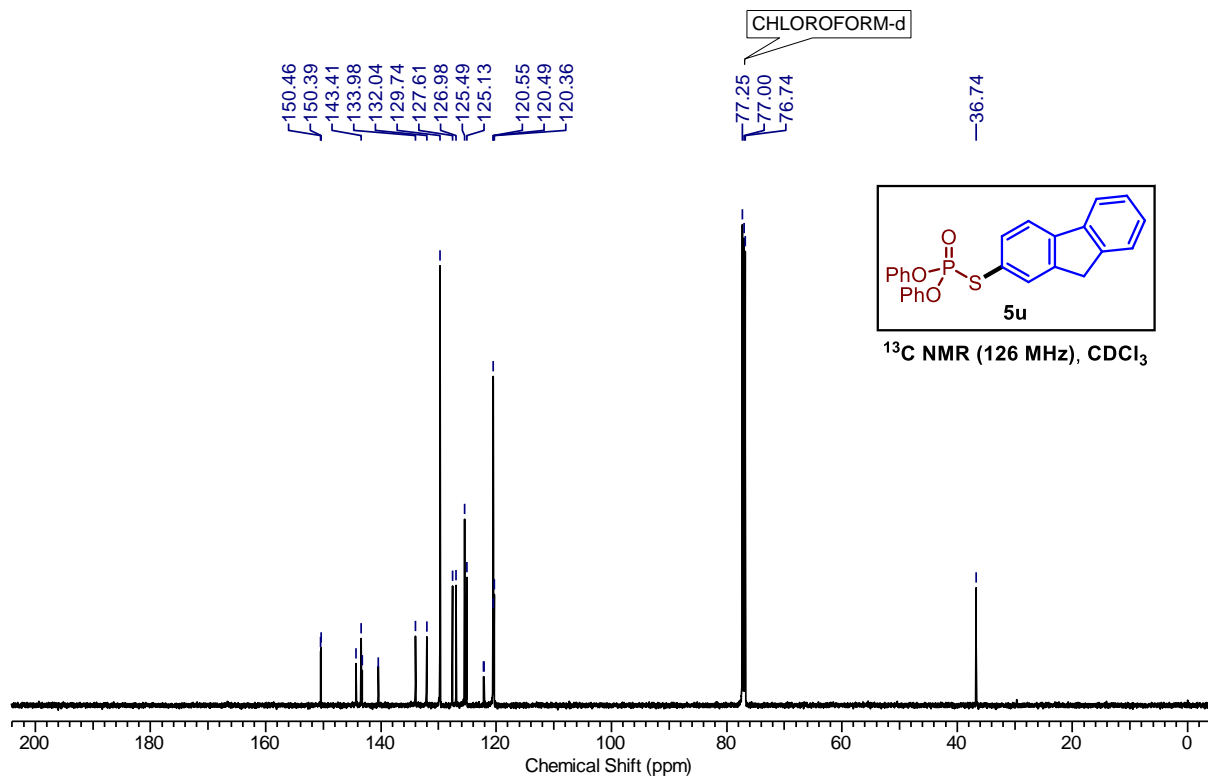 CHLOROFORM-d
150.46
150.39
143.41
133.98
132.04
129.74
127.61
126.98
125.49
125.13
120.55
120.49
120.36
77.25
77.00
76.74
36.74
O
PhO P S
PhO
5u
¹³C NMR (126 MHz), CDCl₃
200 180 160 140 120 100 80 60 40 20 0
Chemical Shift (ppm)